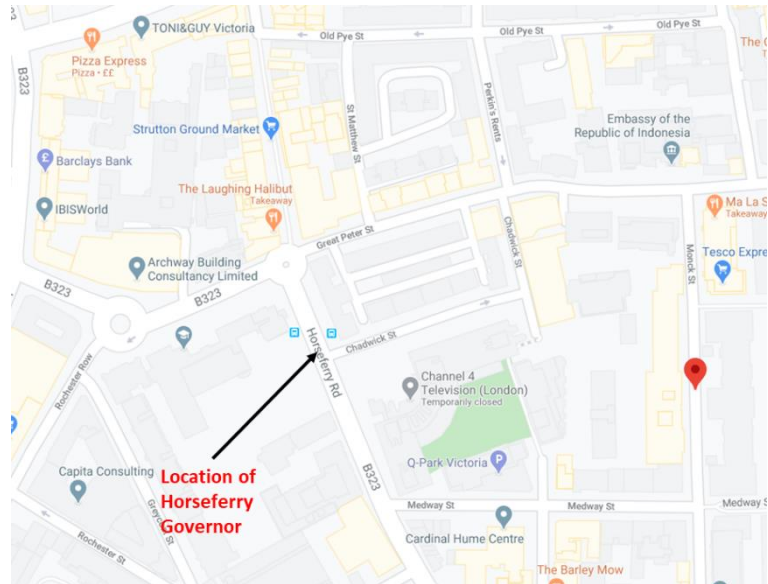 TONI&GUY Victoria
Old Pye St
Old Pye St
The
Pizza Express
Pizza • ££
B323
Strutton Ground Market
St Matthew St
Perkin's Rents
Embassy of the
Republic of Indonesia
Barclays Bank
The Laughing Halibut
Takeaway
IBISWorld
Great Peter St
Chadwick St
Ma La S
Takeaway
Archway Building
Consultancy Limited
Monck St
Tesco Expre
B323
B323
Horseferry Rd
Chadwick St
Rochester Row
Channel 4
Television (London)
Temporarily closed
Location of
Horseferry
Governor
Q-Park Victoria
P
B323
Capita Consulting
Medway St
Medway St
Medway S
Rochester St
Cardinal Hume Centre
The Barley Mow